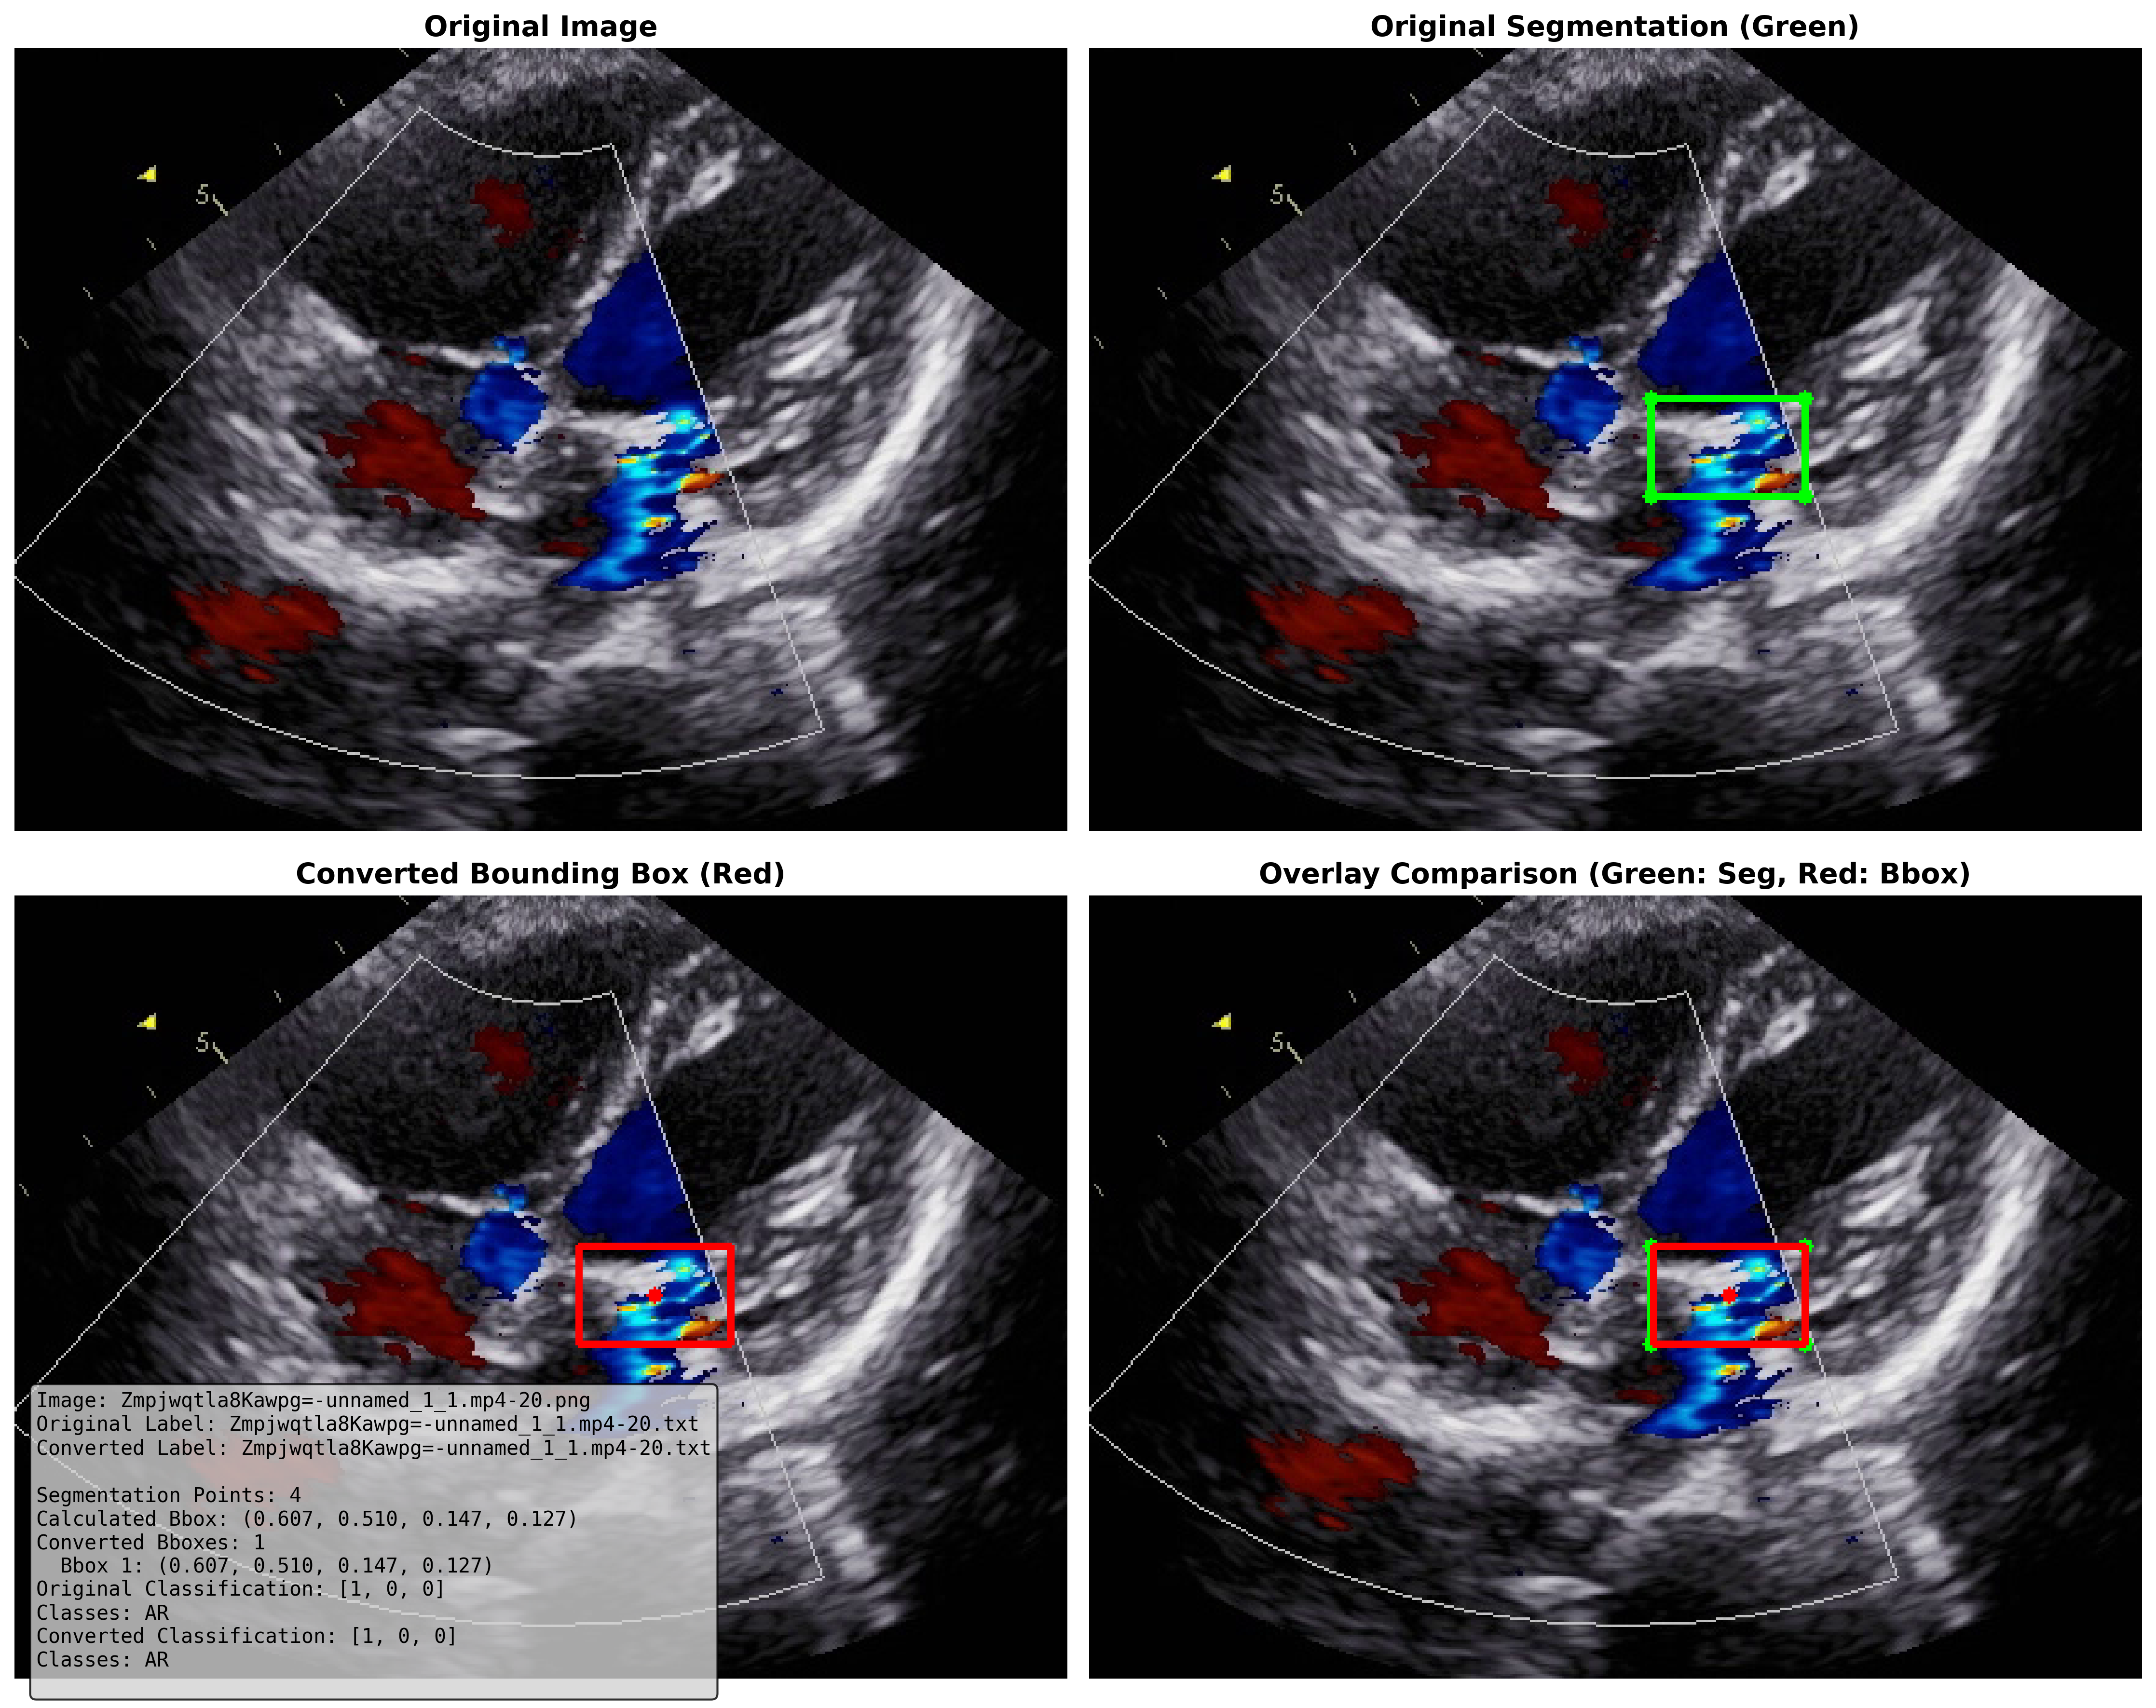 Original Image
Original Segmentation (Green)
5
5
Converted Bounding Box (Red)
Overlay Comparison (Green: Seg, Red: Bbox)
5
5
Image: Zmpjwqtla8Kawpg=-unnamed_1_1.mp4-20.png
Original Label: Zmpjwqtla8Kawpg=-unnamed_1_1.mp4-20.txt
Converted Label: Zmpjwqtla8Kawpg=-unnamed_1_1.mp4-20.txt
Segmentation Points: 4
Calculated Bbox: (0.607, 0.510, 0.147, 0.127)
Converted Bboxes: 1
Bbox 1: (0.607, 0.510, 0.147, 0.127)
Original Classification: [1, 0, 0]
Classes: AR
Converted Classification: [1, 0, 0]
Classes: AR